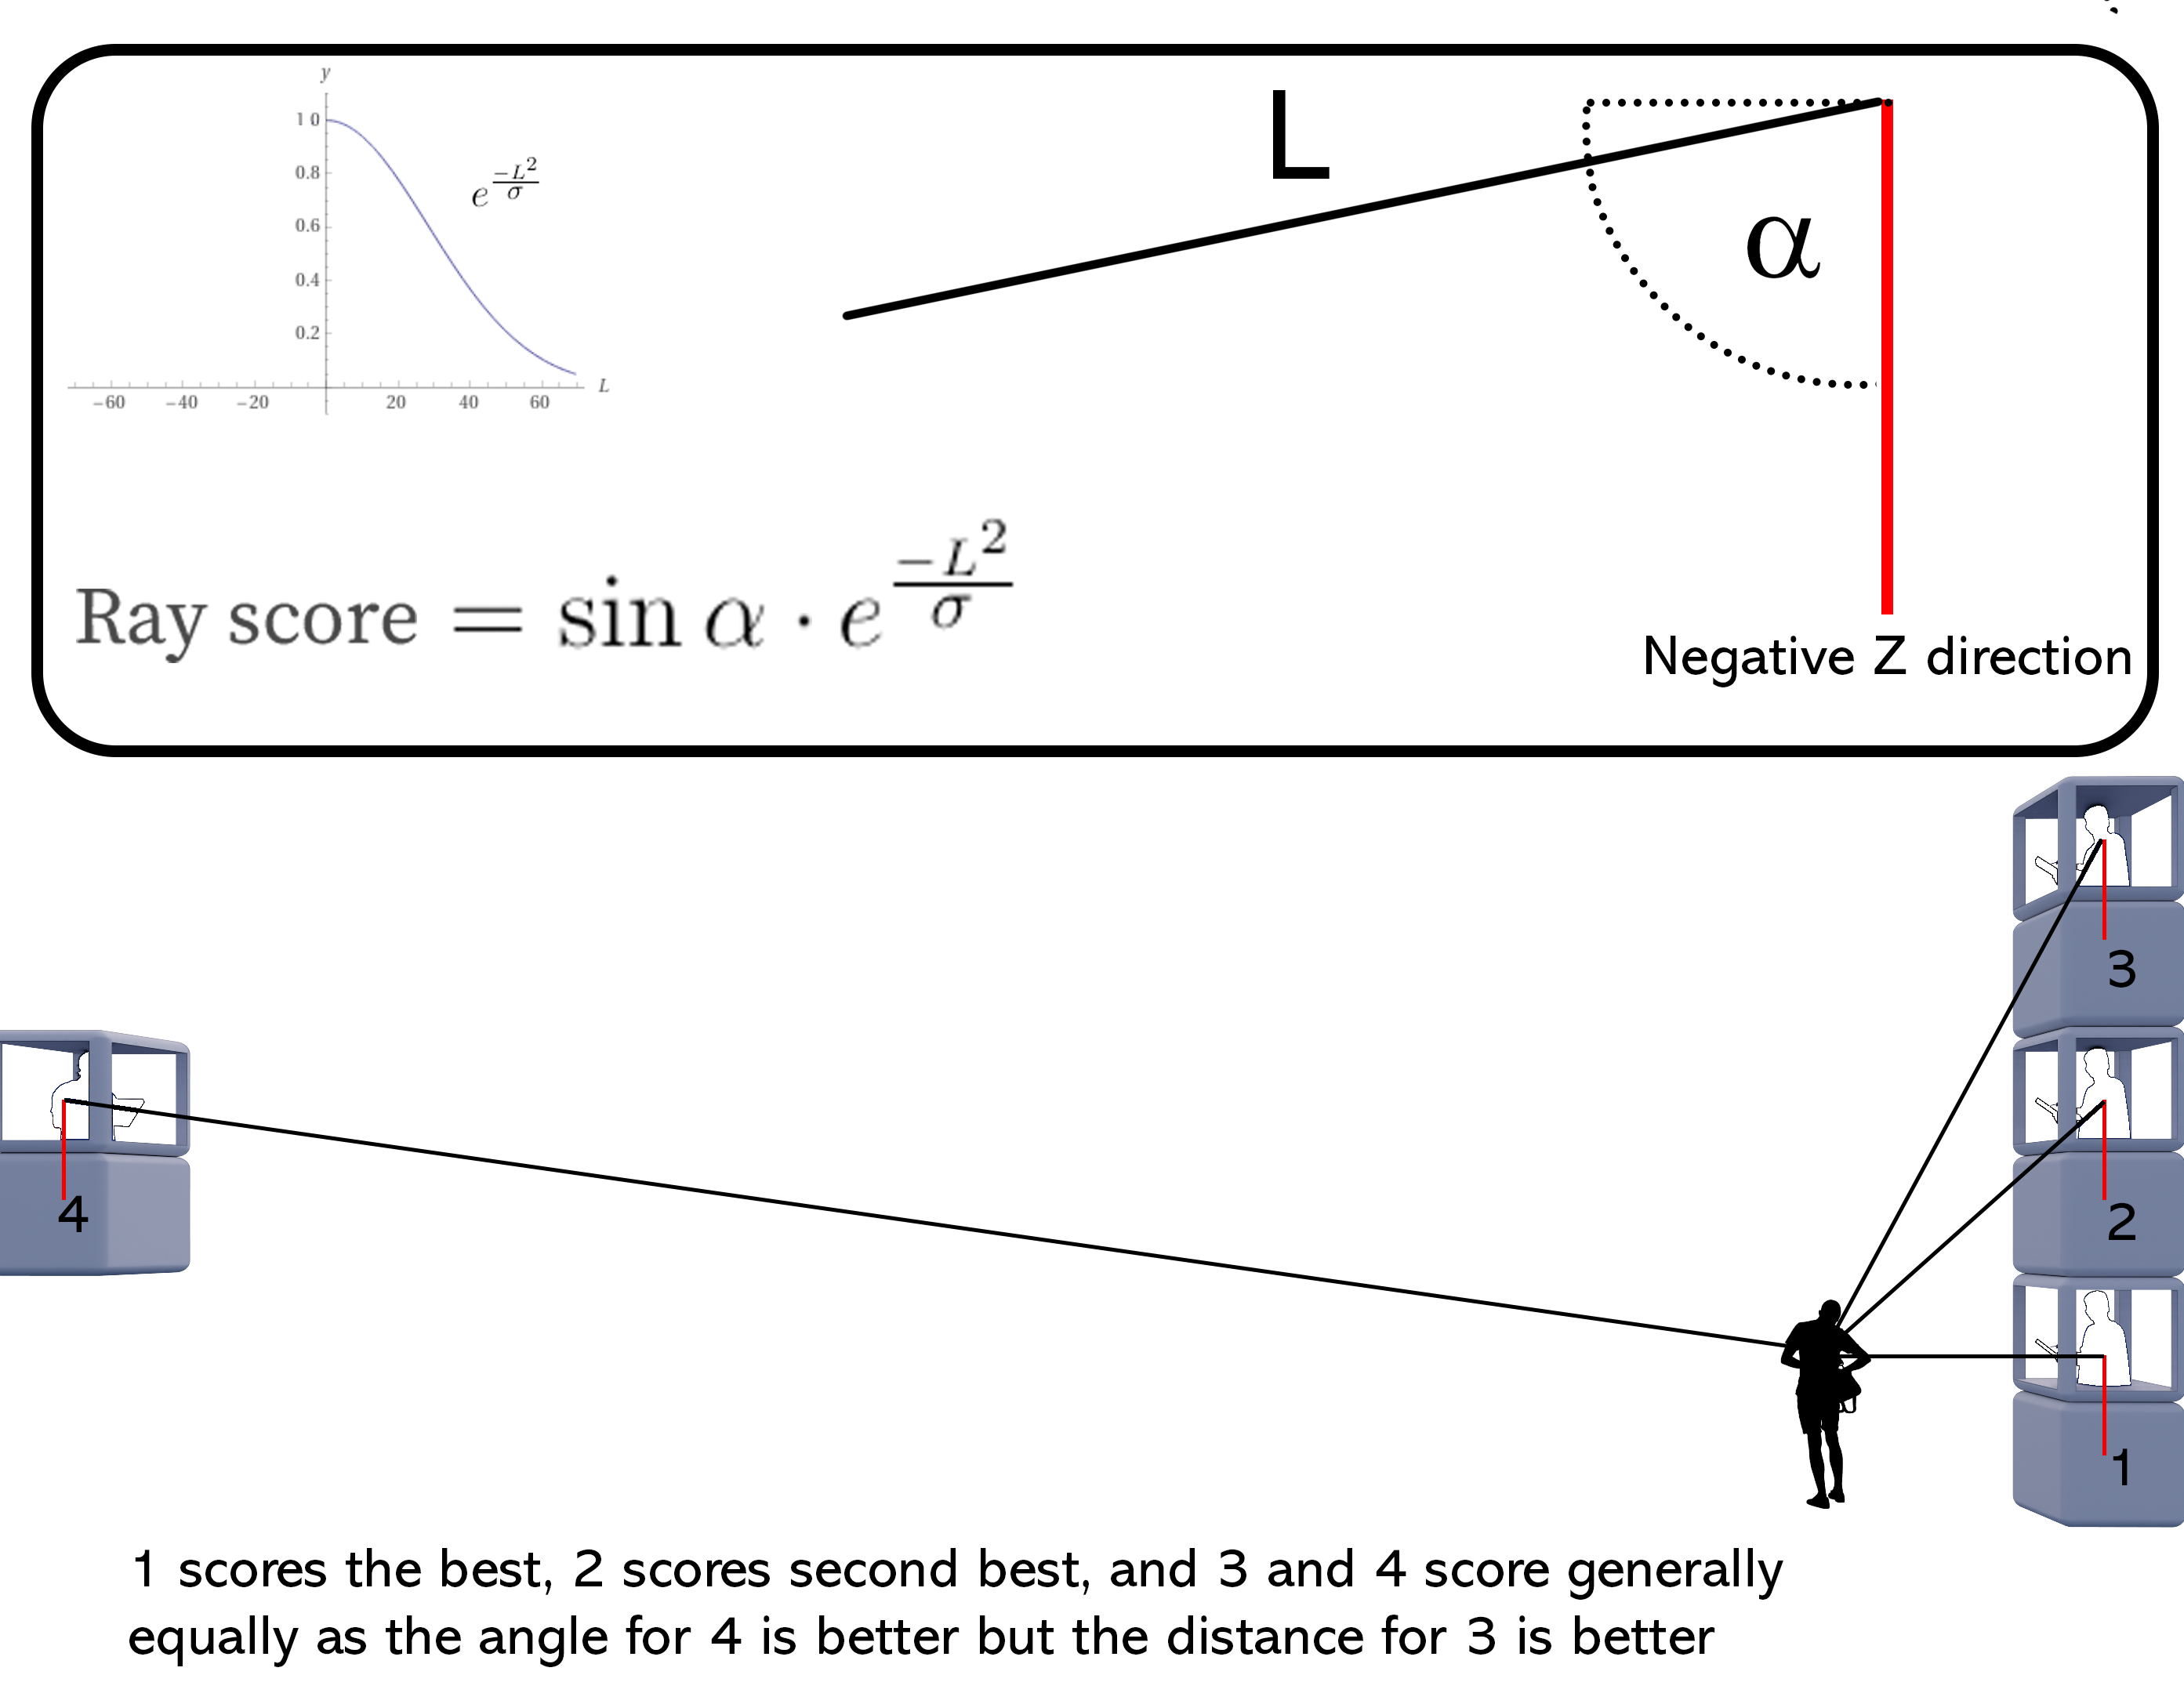 y
1 0
0.8
0.6
0.4
0.2
−60 −40 −20 20 40 60 L
e^{\frac{-L^2}{\sigma}}
L
α
Ray score = sin α · e^{\frac{-L^2}{\sigma}}
Negative Z direction
3
4
2
1
1 scores the best, 2 scores second best, and 3 and 4 score generally
equally as the angle for 4 is better but the distance for 3 is better